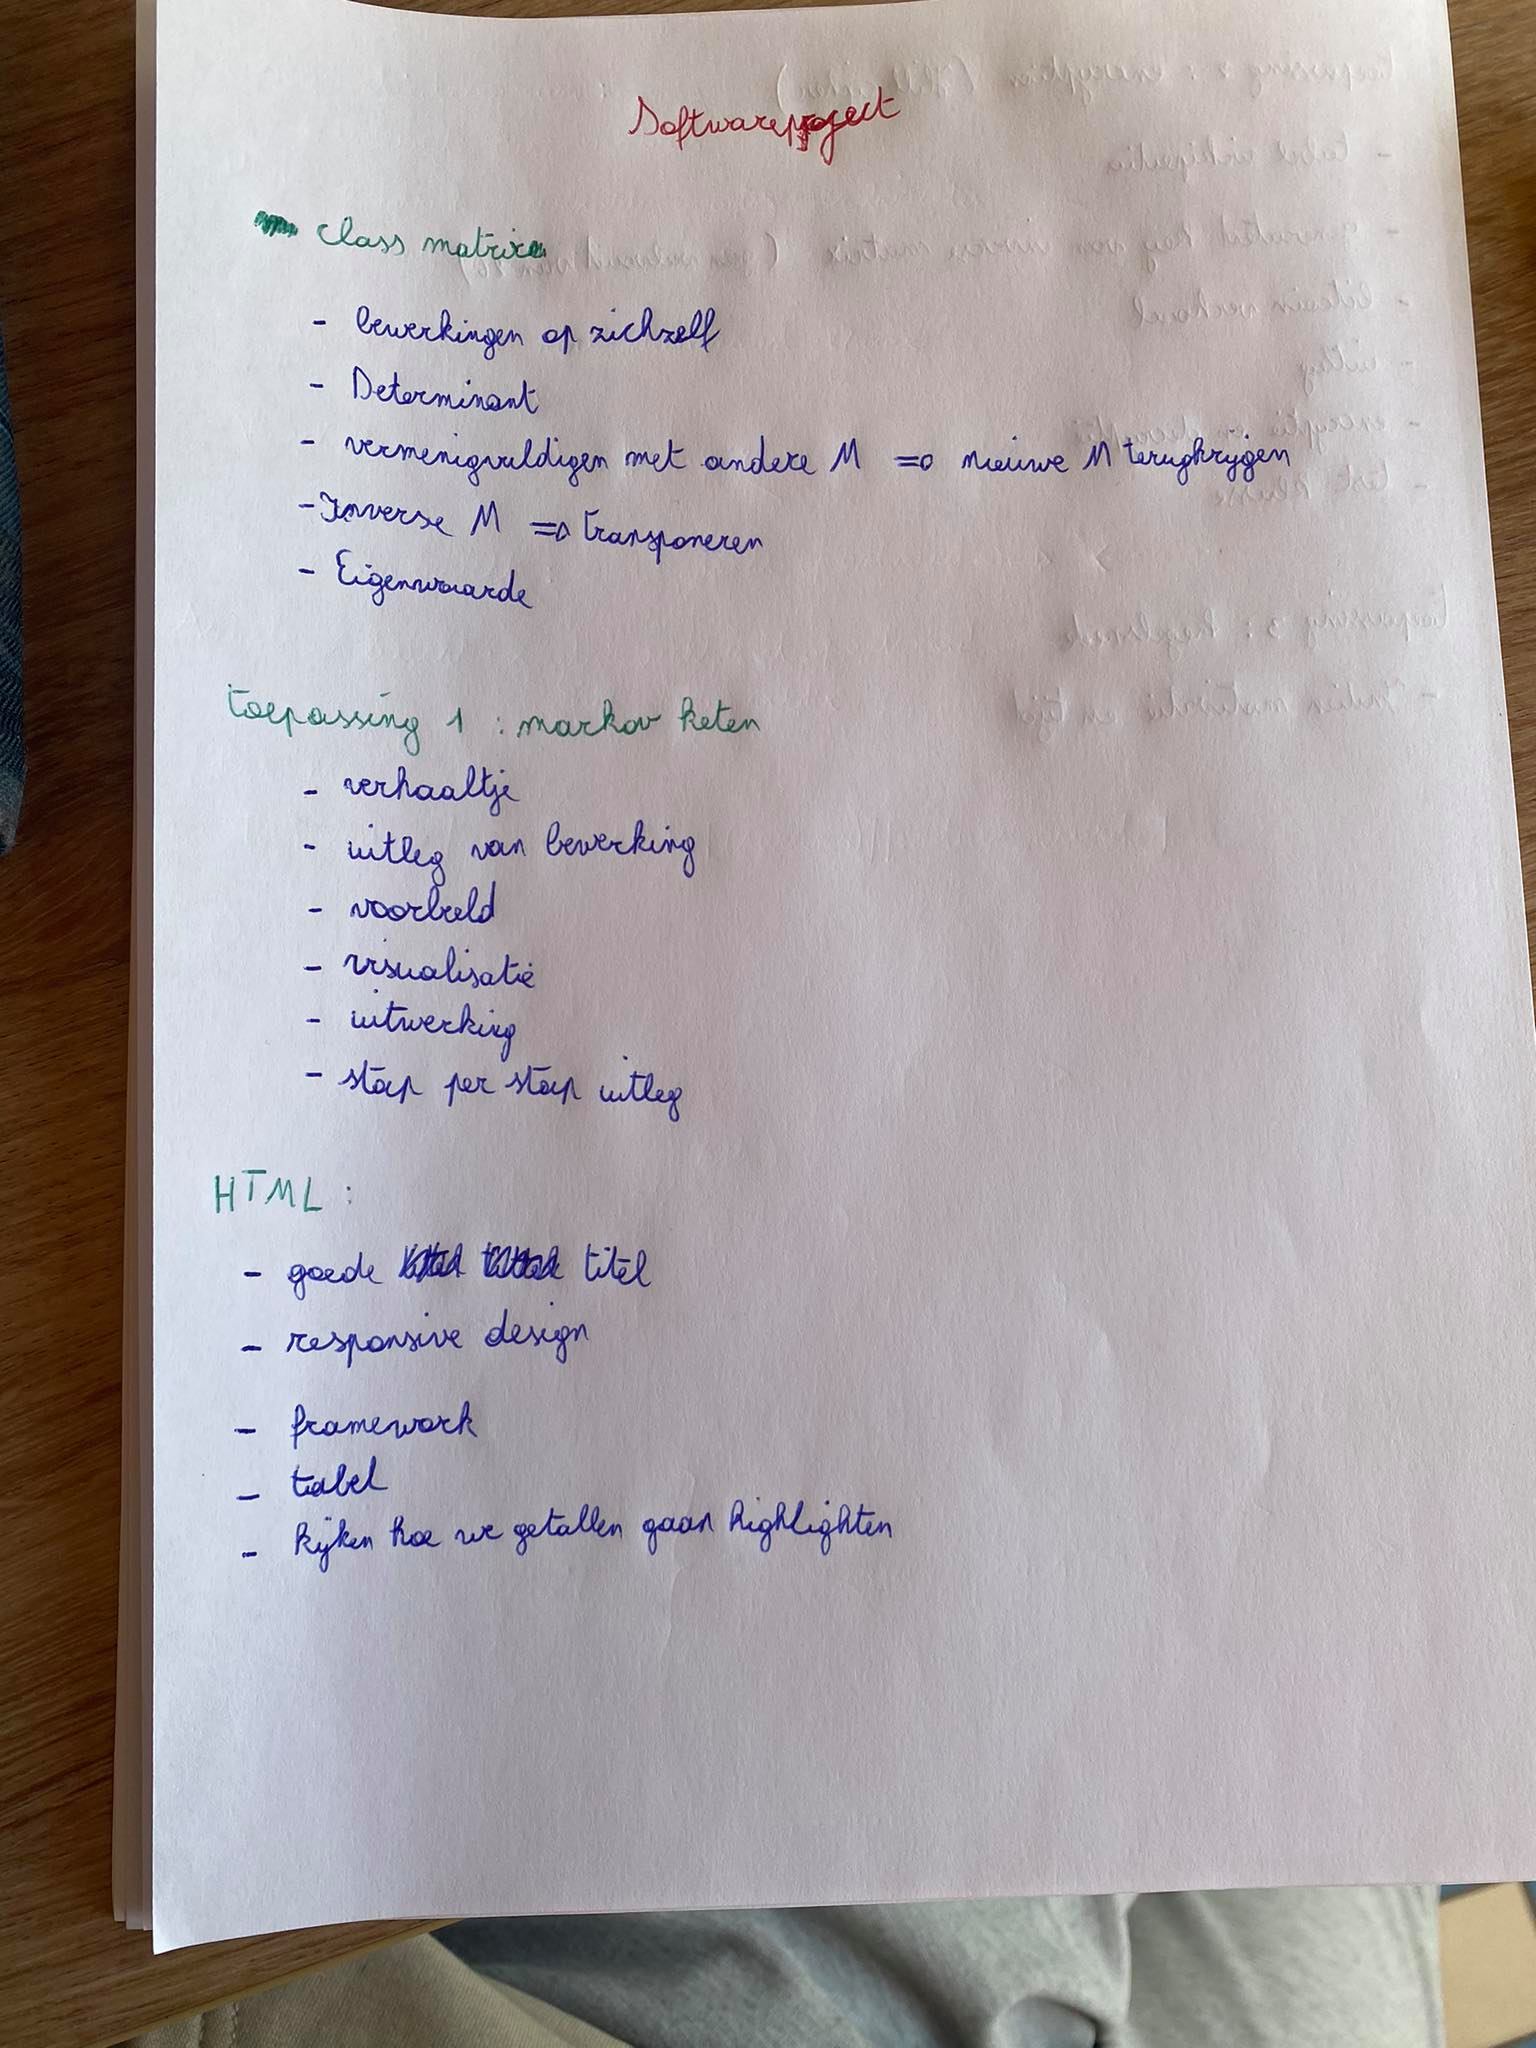 Softwareproject
class matrix
- bewerkingen op zichzelf
- Determinant
- vermenigvuldigen met andere M => nieuwe M terugkrijgen
- Inverse M => transponeren
- Eigenwaarde
toepassing 1 : markov keten
- verhaaltje
- uitleg van bewerking
- voorbeeld
- visualisatie
- uitwerking
- stap per stap uitleg
HTML :
- goede titel
- responsive design
- framework
- tabel
- kijken hoe we getallen gaan highlighten